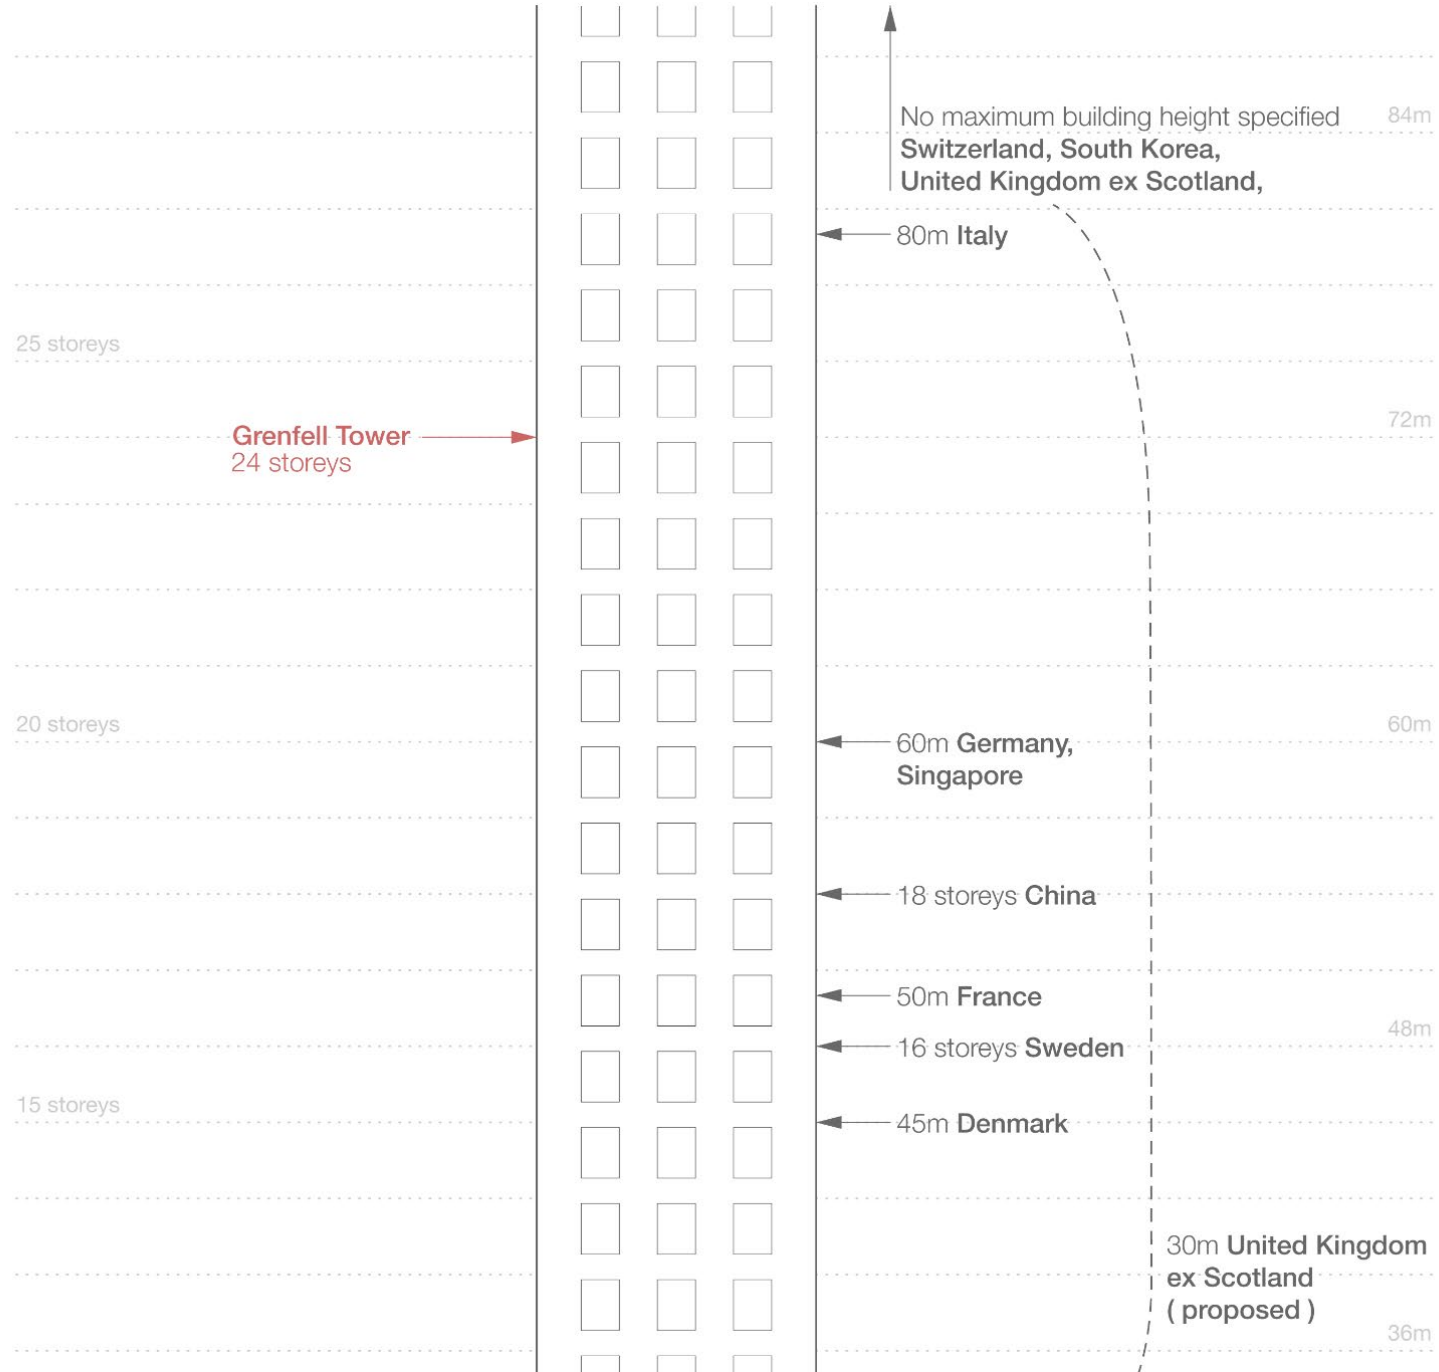 No maximum building height specified
84m
Switzerland, South Korea,
United Kingdom ex Scotland,
80m Italy
25 storeys
Grenfell Tower
24 storeys
72m
20 storeys
60m Germany,
Singapore
60m
18 storeys China
50m France
48m
16 storeys Sweden
15 storeys
45m Denmark
30m United Kingdom
ex Scotland
( proposed )
36m